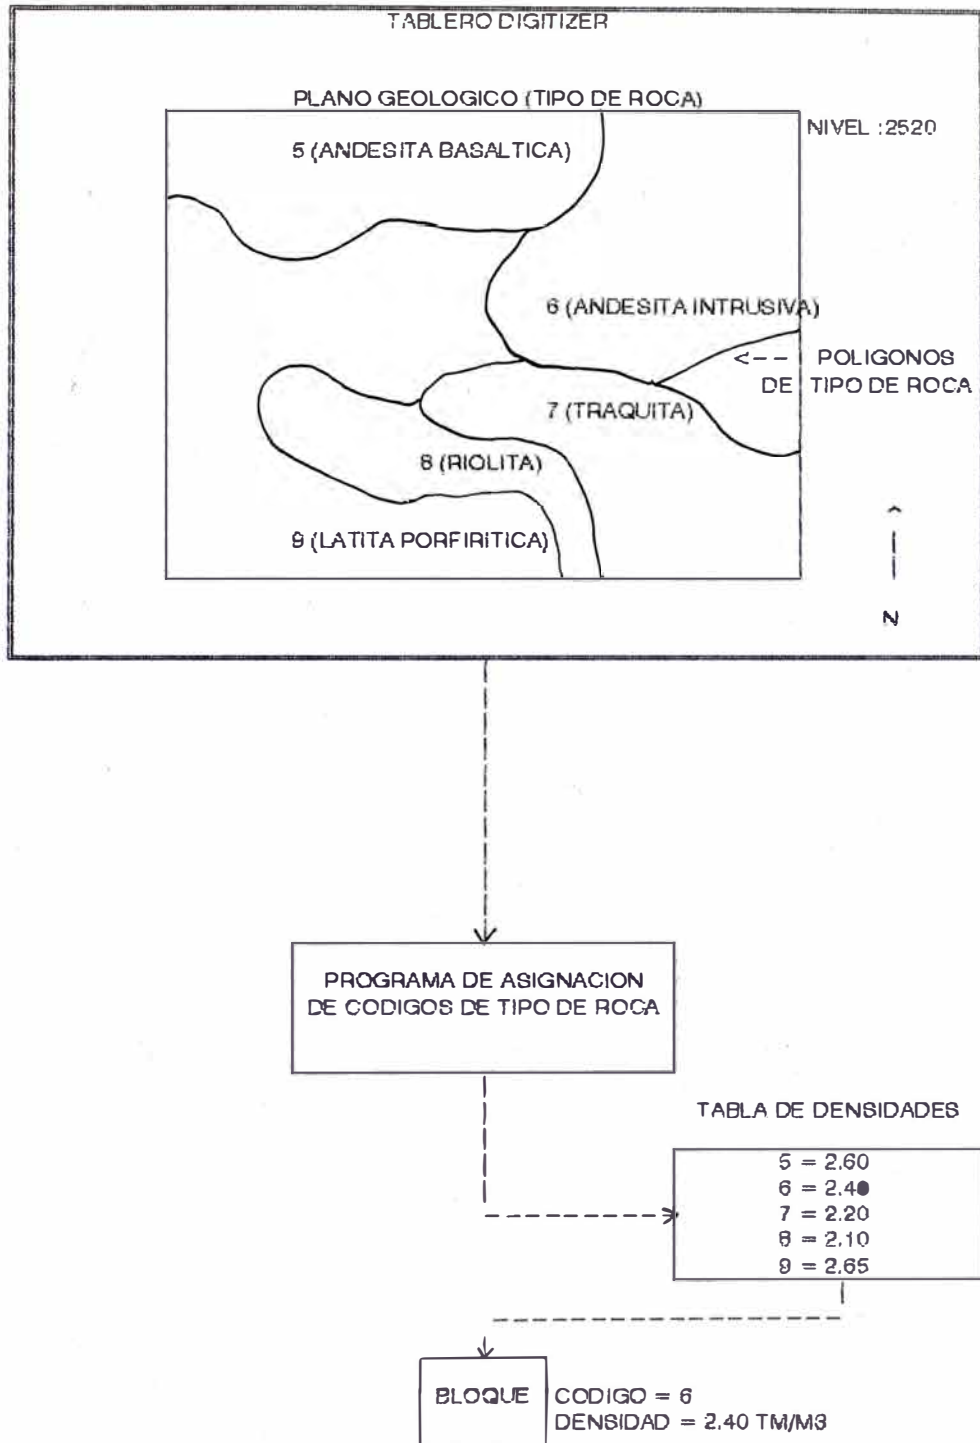 TABLERO DIGITIZER
PLANO GEOLOGICO (TIPO DE ROCA)
NIVEL :2520
5 (ANDESITA BASALTICA)
6 (ANDESITA INTRUSIVA)
<-- POLIGONOS
DE TIPO DE ROCA
7 (TRAQUITA)
8 (RIOLITA)
9 (LATITA PORFIRITICA)
N
PROGRAMA DE ASIGNACION
DE CODIGOS DE TIPO DE ROCA
TABLA DE DENSIDADES
5 = 2.60
6 = 2.40
7 = 2.20
8 = 2.10
9 = 2.65
BLOQUE
CODIGO = 6
DENSIDAD = 2.40 TM/M3